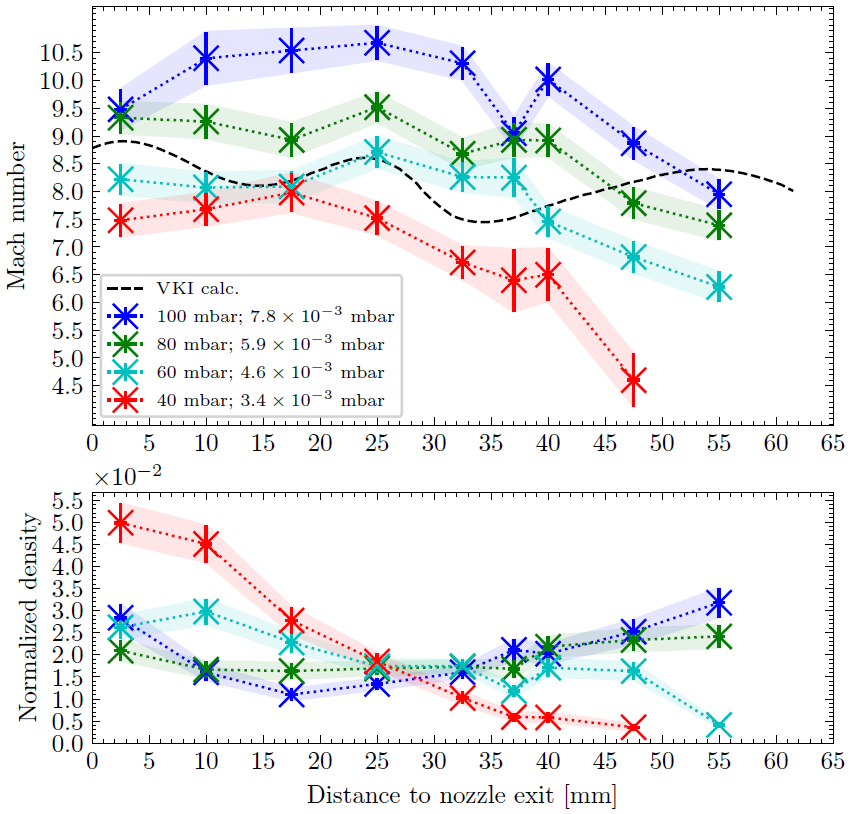 Mach number
10.5
10.0
9.5
9.0
8.5
8.0
7.5
7.0
6.5
6.0
5.5
5.0
4.5
VKI calc.
100 mbar; 7.8 × 10⁻³ mbar
80 mbar; 5.9 × 10⁻³ mbar
60 mbar; 4.6 × 10⁻³ mbar
40 mbar; 3.4 × 10⁻³ mbar
0 5 10 15 20 25 30 35 40 45 50 55 60 65
×10⁻²
Normalized density
5.5
5.0
4.5
4.0
3.5
3.0
2.5
2.0
1.5
1.0
0.5
0.0
0 5 10 15 20 25 30 35 40 45 50 55 60 65
Distance to nozzle exit [mm]